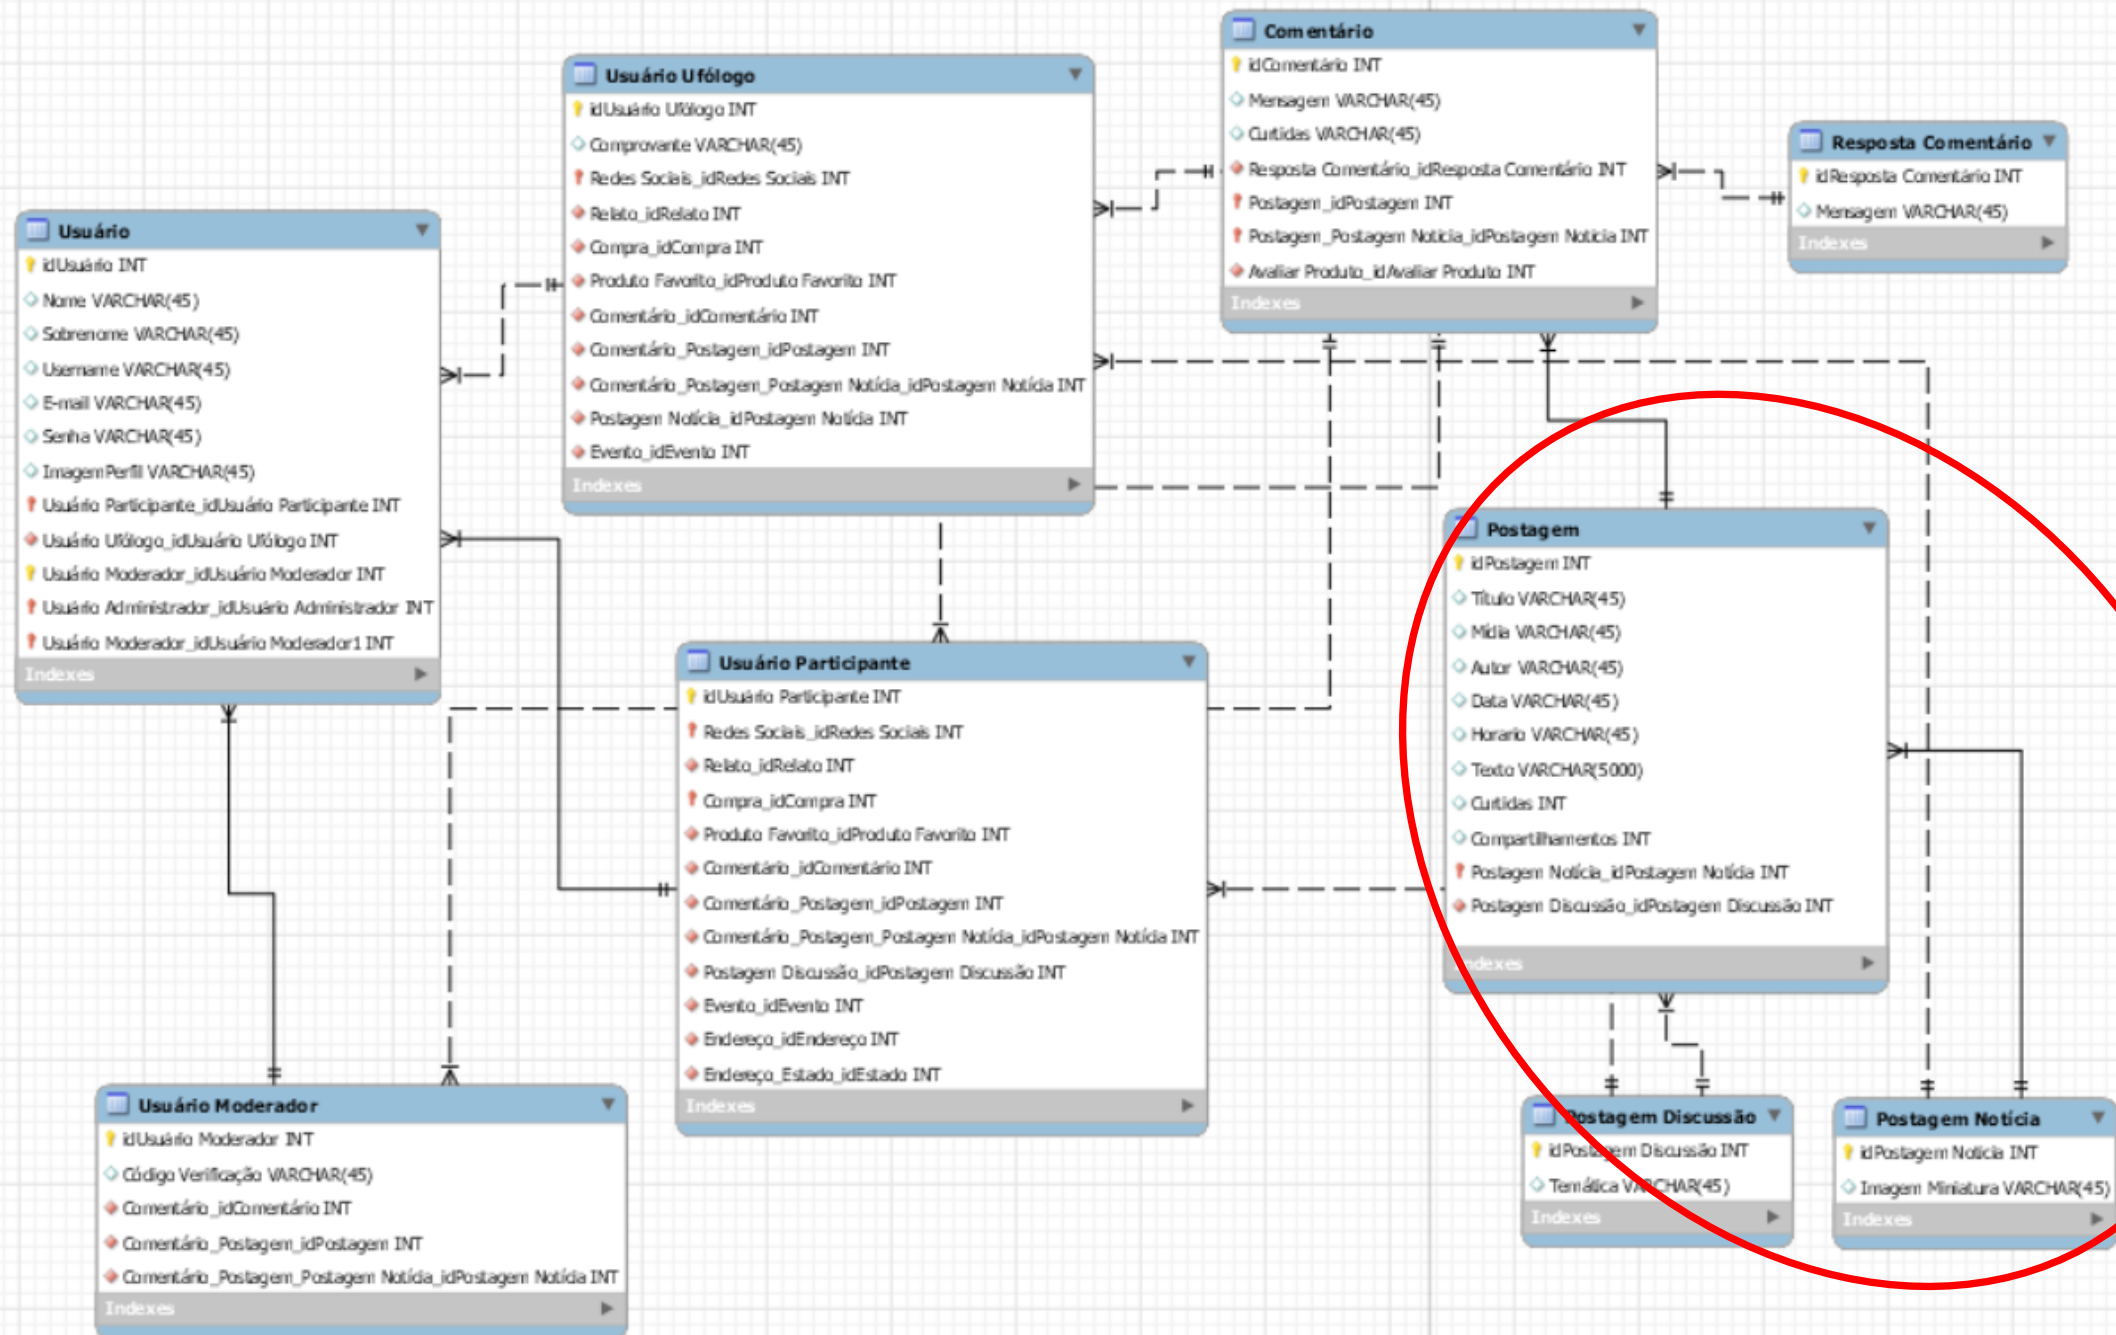 Usuário
idUsuário INT
Nome VARCHAR(45)
Sobrenome VARCHAR(45)
Username VARCHAR(45)
E-mail VARCHAR(45)
Senha VARCHAR(45)
ImagemPerfil VARCHAR(45)
Usuário Participante_idUsuário Participante INT
Usuário Ufólogo_idUsuário Ufólogo INT
Usuário Moderador_idUsuário Moderador INT
Usuário Administrador_idUsuário Administrador INT
Usuário Moderador_idUsuário Moderador1 INT
Indexes
Usuário Ufólogo
idUsuário Ufólogo INT
Comprovante VARCHAR(45)
Redes Sociais_idRedes Sociais INT
Relato_idRelato INT
Compra_idCompra INT
Produto Favorito_idProduto Favorito INT
Comentário_idComentário INT
Comentário_Postagem_idPostagem INT
Comentário_Postagem_Postagem Notícia_idPostagem Notícia INT
Postagem Notícia_idPostagem Notícia INT
Evento_idEvento INT
Indexes
Comentário
idComentário INT
Mensagem VARCHAR(45)
Curtidas VARCHAR(45)
Resposta Comentário_idResposta Comentário INT
Postagem_idPostagem INT
Postagem_Postagem Notícia_idPostagem Notícia INT
Avaliar Produto_idAvaliar Produto INT
Indexes
Resposta Comentário
idResposta Comentário INT
Mensagem VARCHAR(45)
Indexes
Usuário Participante
idUsuário Participante INT
Redes Sociais_idRedes Sociais INT
Relato_idRelato INT
Compra_idCompra INT
Produto Favorito_idProduto Favorito INT
Comentário_idComentário INT
Comentário_Postagem_idPostagem INT
Comentário_Postagem_Postagem Notícia_idPostagem Notícia INT
Postagem Discussão_idPostagem Discussão INT
Evento_idEvento INT
Endereço_idEndereço INT
Endereço_Estado_idEstado INT
Indexes
Postagem
idPostagem INT
Título VARCHAR(45)
Mídia VARCHAR(45)
Autor VARCHAR(45)
Data VARCHAR(45)
Horario VARCHAR(45)
Texto VARCHAR(5000)
Curtidas INT
Compartilhamentos INT
Postagem Notícia_idPostagem Notícia INT
Postagem Discussão_idPostagem Discussão INT
Indexes
Usuário Moderador
idUsuário Moderador INT
Código Verificação VARCHAR(45)
Comentário_idComentário INT
Comentário_Postagem_idPostagem INT
Comentário_Postagem_Postagem Notícia_idPostagem Notícia INT
Indexes
Postagem Discussão
idPostagem Discussão INT
Temática VARCHAR(45)
Indexes
Postagem Notícia
idPostagem Notícia INT
Imagem Miniatura VARCHAR(45)
Indexes